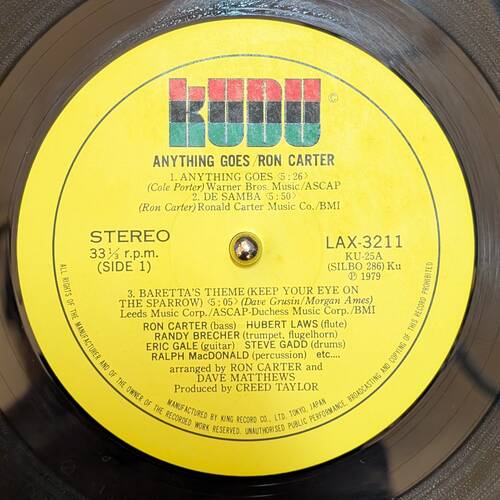 KUDU ©
ANYTHING GOES/RON CARTER
1. ANYTHING GOES (5:26)
(Cole Porter) Warner Bros. Music/ASCAP
2. DE SAMBA (5:50)
(Ron Carter) Ronald Carter Music Co./BMI
STEREO
33⅓ r.p.m.
(SIDE 1)
LAX-3211
KU-25A
(SILBO 286) Ku
℗ 1979
3. BARETTA'S THEME (KEEP YOUR EYE ON
THE SPARROW) (5:05) (Dave Grusin/Morgan Ames)
Leeds Music Corp./ASCAP-Duchess Music Corp./BMI
RON CARTER (bass) HUBERT LAWS (flute)
RANDY BRECHER (trumpet, flugelhorn)
ERIC GALE (guitar) STEVE GADD (drums)
RALPH MacDONALD (percussion) etc....
arranged by RON CARTER and
DAVE MATTHEWS
Produced by CREED TAYLOR
MANUFACTURED BY KING RECORD CO., LTD. TOKYO, JAPAN
ALL RIGHTS OF THE MANUFACTURER AND OF THE OWNER OF THE RECORDED WORK RESERVED. UNAUTHORISED PUBLIC PERFORMANCE, BROADCASTING AND COPYING OF THIS RECORD PROHIBITED